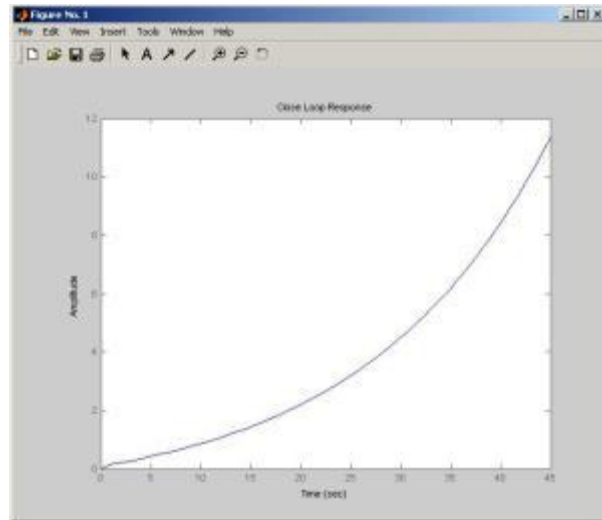 Figure No. 1
File Edit View Insert Tools Window Help
A
Close Loop Response
12
10
8
6
4
2
0
Amplitude
0 5 10 15 20 25 30 35 40 45
Time (sec)